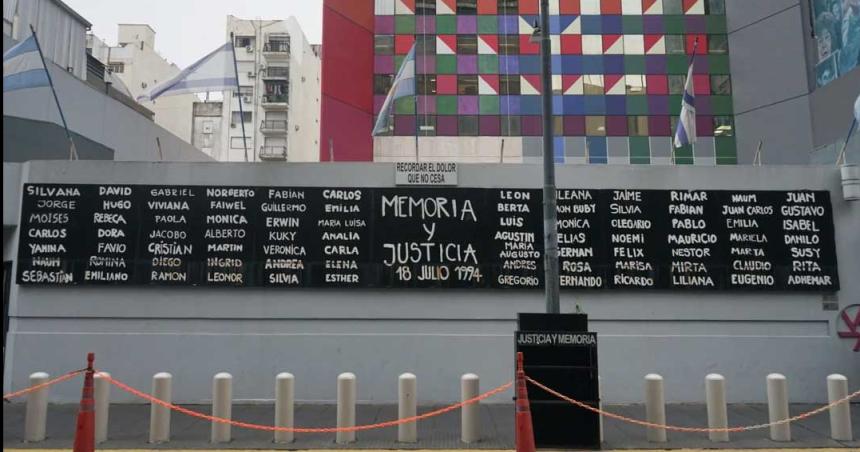 RECORDAR EL DOLOR
QUE NO CESA
SILVANA DAVID GABRIEL NORBERTO FABIAN CARLOS
JORGE HUGO VIVIANA FAIWEL GUILLERMO EMILIA
MOISES REBECA PAOLA MONICA ERWIN MARIA LUISA
CARLOS DORA JACOBO ALBERTO KUKY ANALIA
YANINA FAVIO CRISTIAN MARTIN VERONICA CARLA
NAUM ROMINA DIEGO INGRID ANDREA ELENA
SEBASTIAN EMILIANO RAMON LEONOR SILVIA ESTHER
MEMORIA
Y
JUSTICIA
18 JULIO 1994
LEON ILEANA JAIME RIMAR NAUM JUAN
BERTA BUBY SILVIA FABIAN JUAN CARLOS GUSTAVO
LUIS MONICA OLEGARIO PABLO EMILIA ISABEL
AGUSTIN ELIAS NOEMI MAURICIO MARIELA DANILO
MARIA GERMAN FELIX NESTOR MARTA SUSY
AUGUSTO
ANDRES ROSA MARISA MIRTA CLAUDIO RITA
GREGORIO FERNANDO RICARDO LILIANA EUGENIO ADHEMAR
JUSTICIA Y MEMORIA